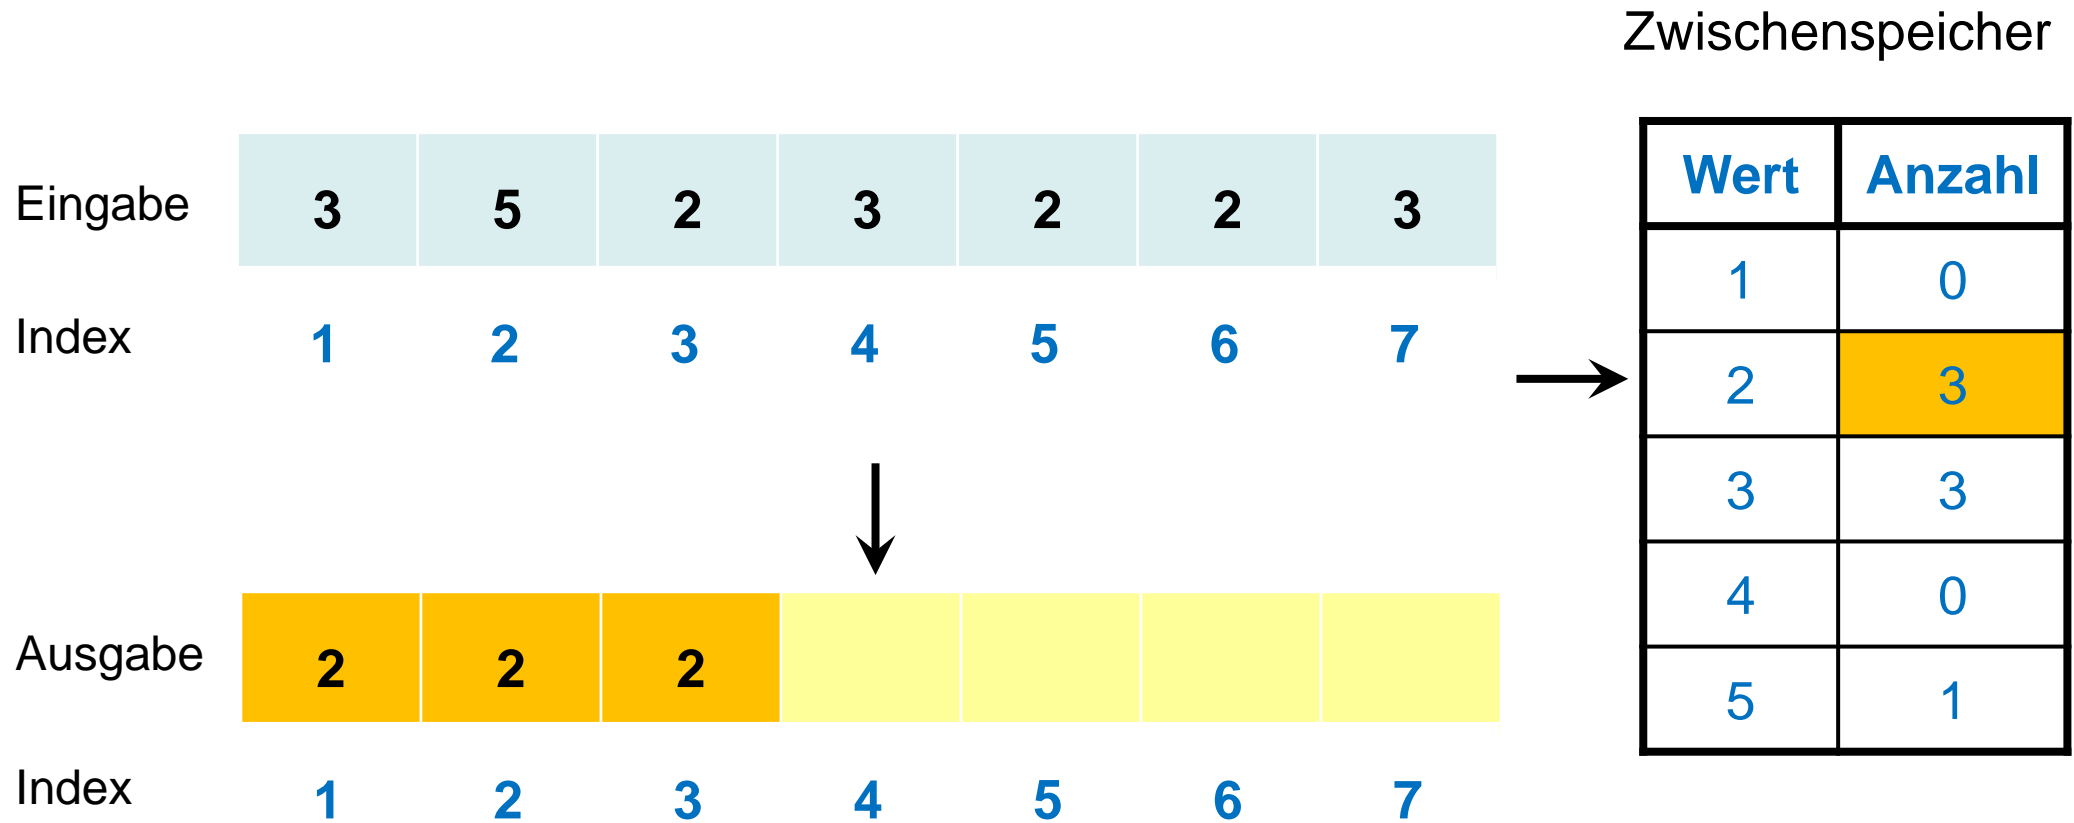 Zwischenspeicher
Eingabe 3 5 2 3 2 2 3
Index 1 2 3 4 5 6 7
Wert Anzahl
1 0
2 3
3 3
4 0
5 1
Ausgabe 2 2 2
Index 1 2 3 4 5 6 7